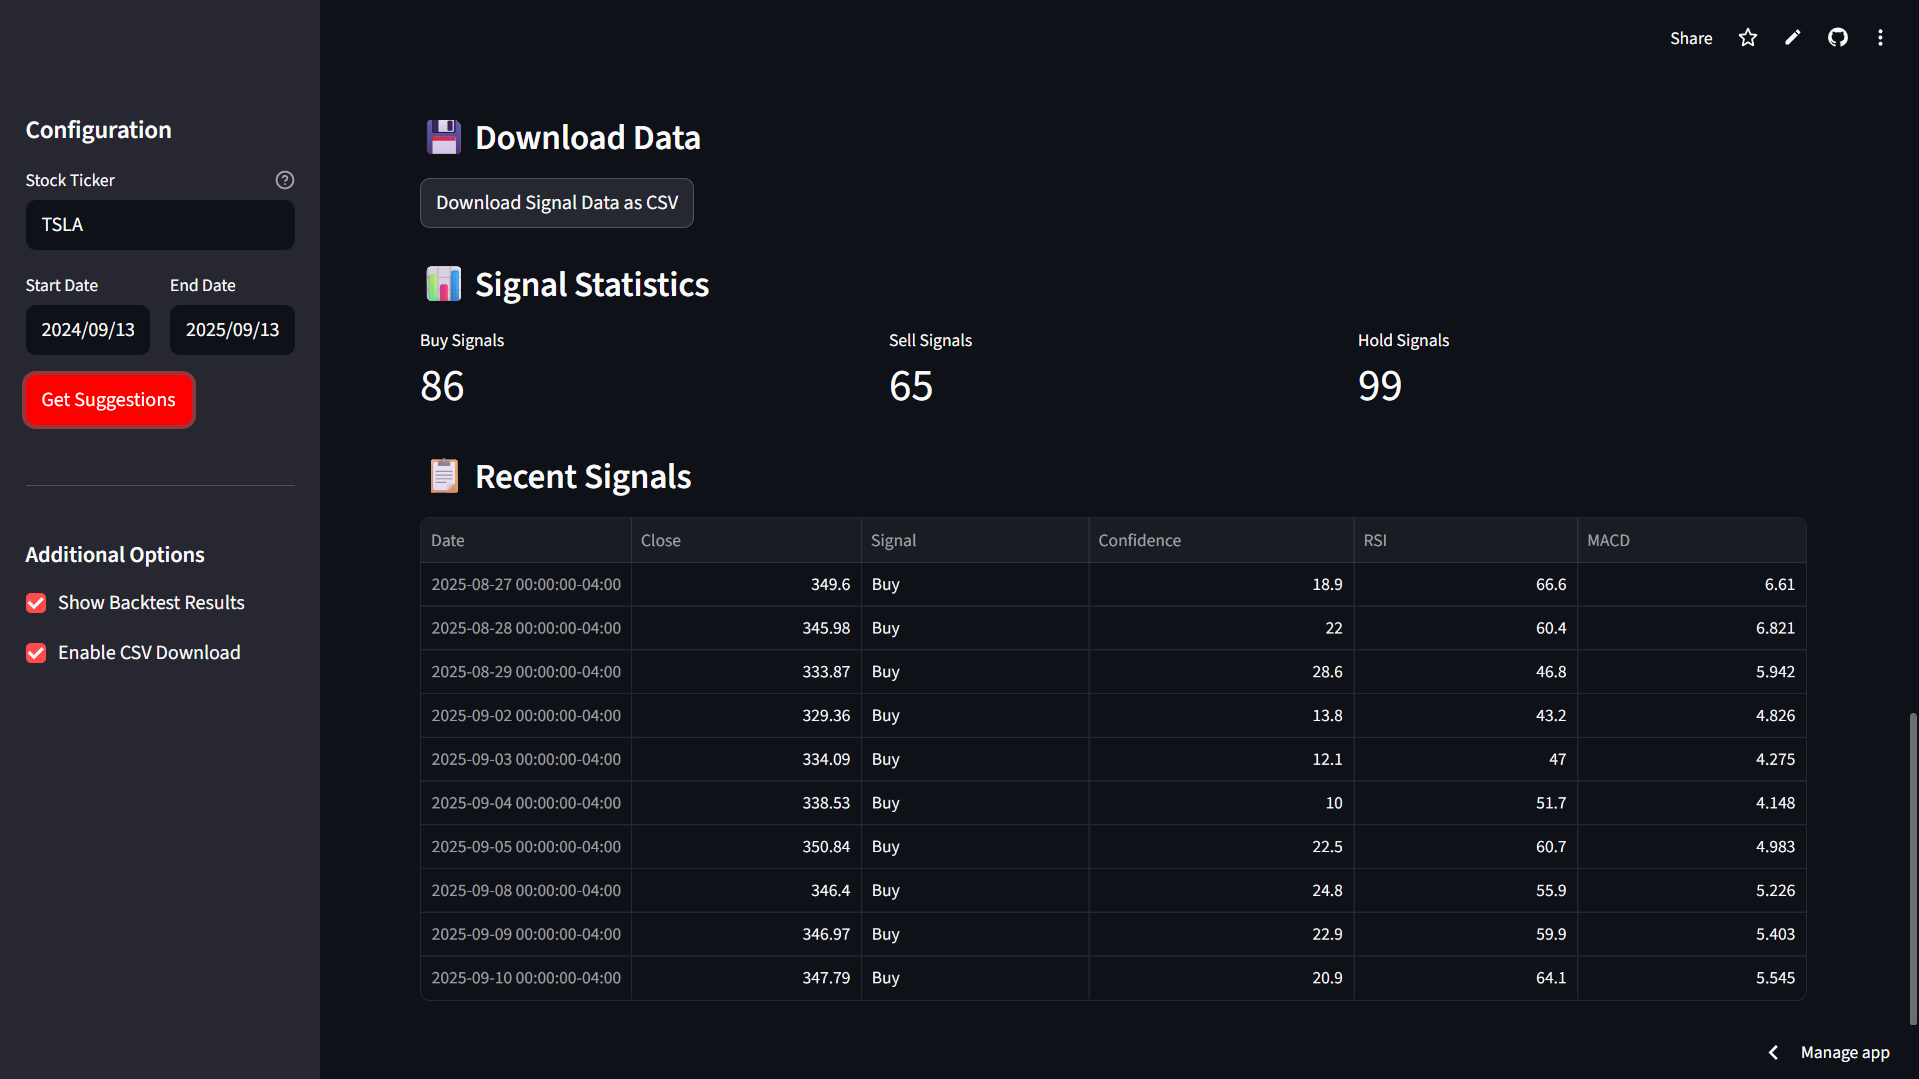 Share
Configuration
Stock Ticker
TSLA
Start Date End Date
2024/09/13 2025/09/13
Get Suggestions
Additional Options
Show Backtest Results
Enable CSV Download
Download Data
Download Signal Data as CSV
Signal Statistics
Buy Signals Sell Signals Hold Signals
86 65 99
Recent Signals
Date Close Signal Confidence RSI MACD
2025-08-27 00:00:00-04:00 349.6 Buy 18.9 66.6 6.61
2025-08-28 00:00:00-04:00 345.98 Buy 22 60.4 6.821
2025-08-29 00:00:00-04:00 333.87 Buy 28.6 46.8 5.942
2025-09-02 00:00:00-04:00 329.36 Buy 13.8 43.2 4.826
2025-09-03 00:00:00-04:00 334.09 Buy 12.1 47 4.275
2025-09-04 00:00:00-04:00 338.53 Buy 10 51.7 4.148
2025-09-05 00:00:00-04:00 350.84 Buy 22.5 60.7 4.983
2025-09-08 00:00:00-04:00 346.4 Buy 24.8 55.9 5.226
2025-09-09 00:00:00-04:00 346.97 Buy 22.9 59.9 5.403
2025-09-10 00:00:00-04:00 347.79 Buy 20.9 64.1 5.545
Manage app